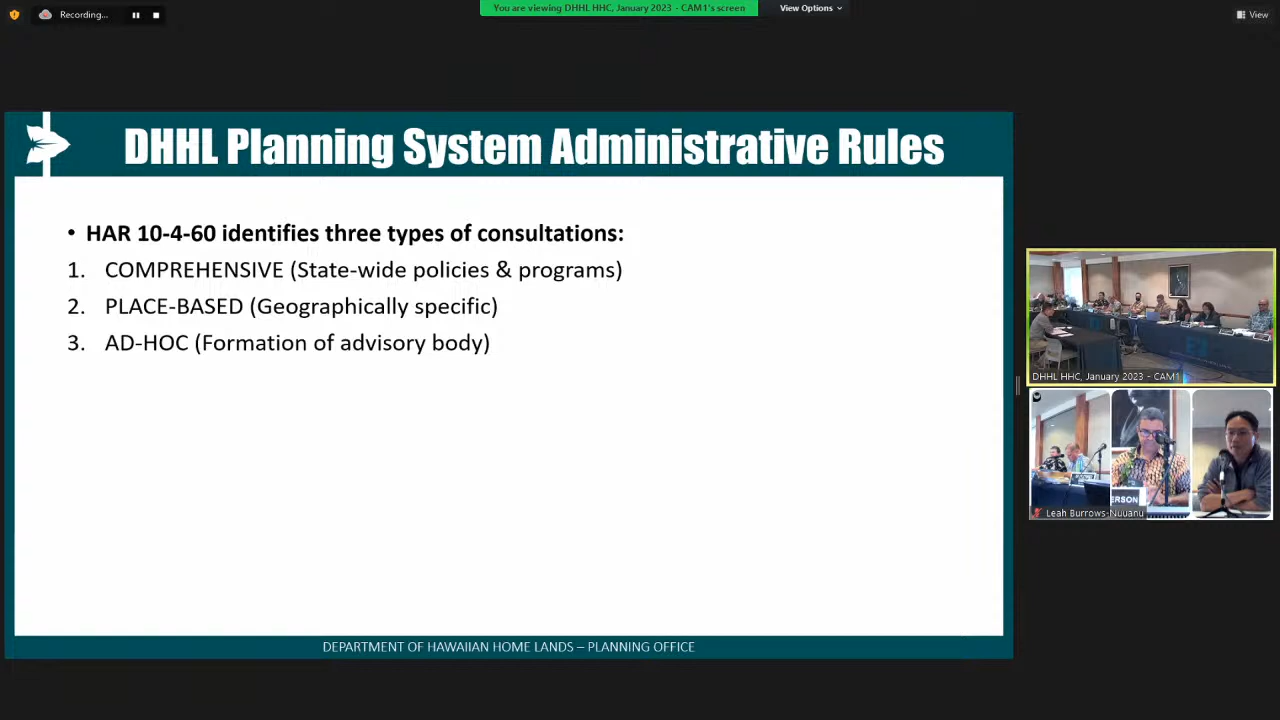 Recording...
You are viewing DHHL HHC, January 2023 - CAM1's screen
View Options
View
DHHL Planning System Administrative Rules
• HAR 10-4-60 identifies three types of consultations:
1. COMPREHENSIVE (State-wide policies & programs)
2. PLACE-BASED (Geographically specific)
3. AD-HOC (Formation of advisory body)
DEPARTMENT OF HAWAIIAN HOME LANDS – PLANNING OFFICE
DHHL HHC, January 2023 - CAM1
ERSON
Leah Burrows-Nuuanu